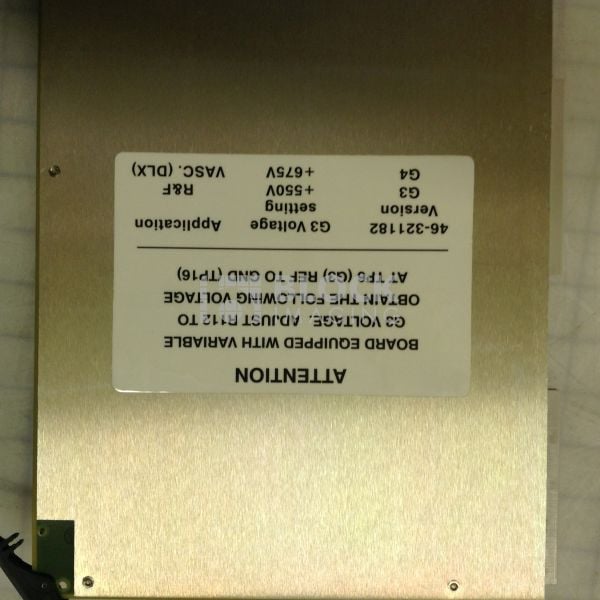 ATTENTION
BOARD EQUIPPED WITH VARIABLE
G3 VOLTAGE. ADJUST R112 TO
OBTAIN THE FOLLOWING VOLTAGE
AT TP6 (G3) REF TO GND (TP16)
46-321182 G3 Voltage Application
Version setting
G3 +550V R&F
G4 +675V VASC. (DLX)